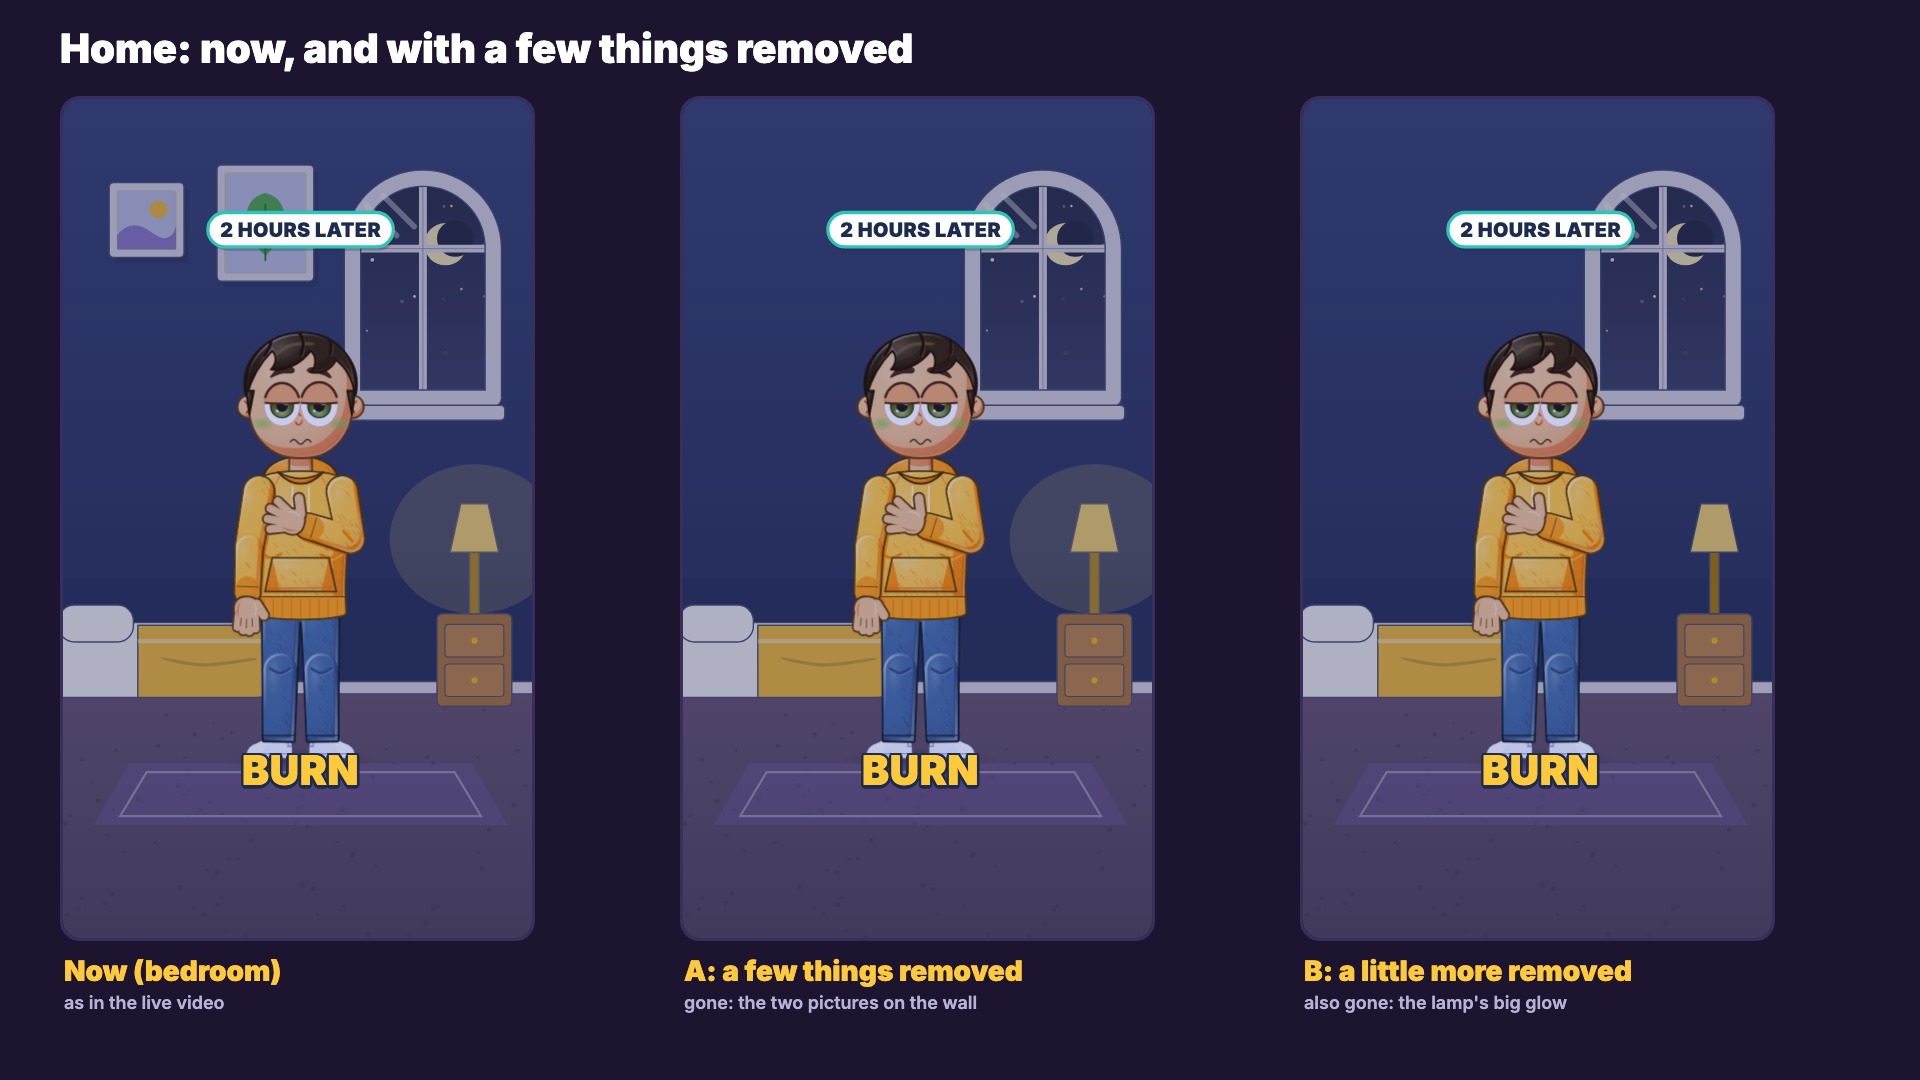 Home: now, and with a few things removed
2 HOURS LATER
BURN
Now (bedroom)
as in the live video
2 HOURS LATER
BURN
A: a few things removed
gone: the two pictures on the wall
2 HOURS LATER
BURN
B: a little more removed
also gone: the lamp's big glow